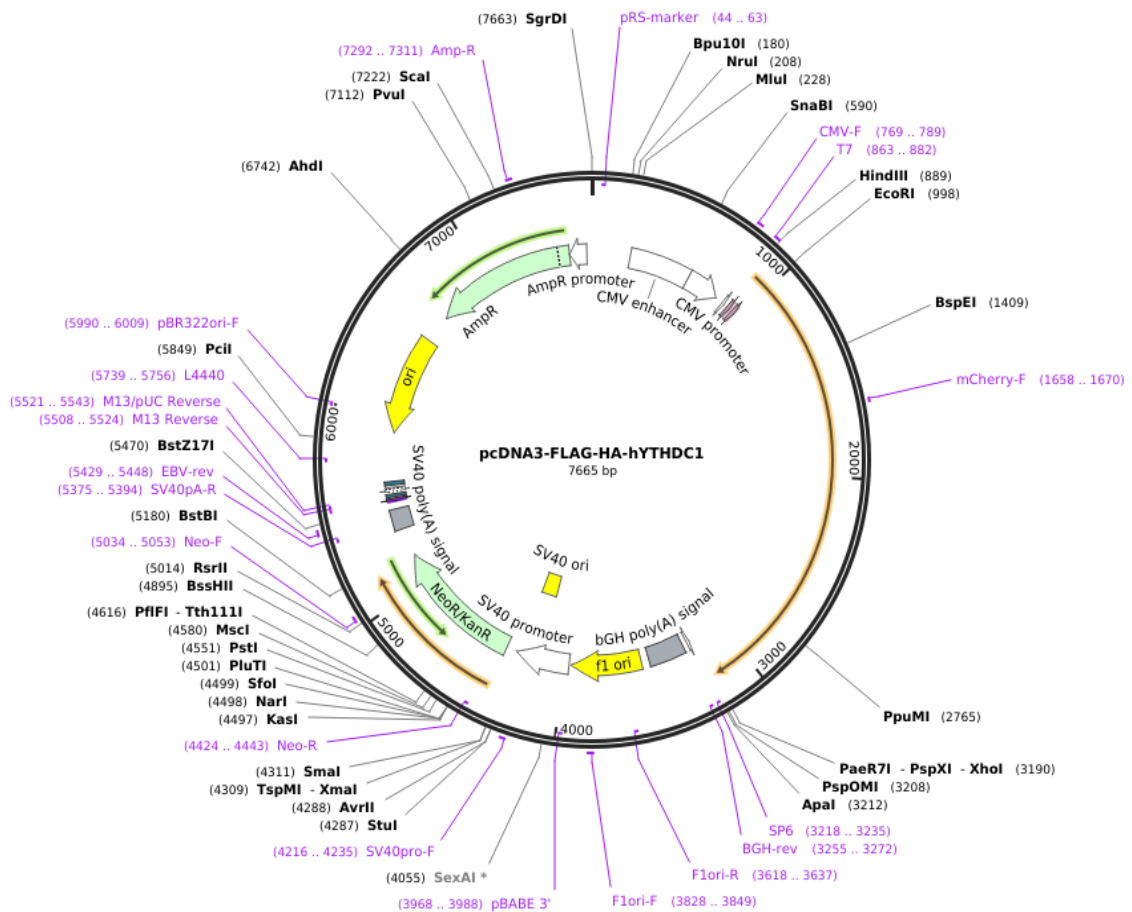 (7663) SgrDI
pRS-marker (44 .. 63)
Bpu10I (180)
NruI (208)
MluI (228)
SnaBI (590)
CMV-F (769 .. 789)
T7 (863 .. 882)
HindIII (889)
EcoRI (998)
BspEI (1409)
mCherry-F (1658 .. 1670)
PpuMI (2765)
PaeR7I - PspXI - XhoI (3190)
PspOMI (3208)
ApaI (3212)
SP6 (3218 .. 3235)
BGH-rev (3255 .. 3272)
F1ori-R (3618 .. 3637)
F1ori-F (3828 .. 3849)
(3968 .. 3988) pBABE 3'
(4055) SexAI *
(4216 .. 4235) SV40pro-F
(4287) StuI
(4288) AvrII
(4309) TspMI - XmaI
(4311) SmaI
(4424 .. 4443) Neo-R
(4497) KasI
(4498) NarI
(4499) SfoI
(4501) PluTI
(4551) PstI
(4580) MscI
(4616) PflFI - Tth111I
(4895) BssHII
(5014) RsrII
(5034 .. 5053) Neo-F
(5180) BstBI
(5375 .. 5394) SV40pA-R
(5429 .. 5448) EBV-rev
(5470) BstZ17I
(5508 .. 5524) M13 Reverse
(5521 .. 5543) M13/pUC Reverse
(5739 .. 5756) L4440
(5849) PciI
(5990 .. 6009) pBR322ori-F
(6742) AhdI
(7112) PvuI
(7222) ScaI
(7292 .. 7311) Amp-R
1000
2000
3000
4000
5000
6000
7000
AmpR promoter
AmpR
CMV enhancer
CMV promoter
ori
pcDNA3-FLAG-HA-hYTHDC1
7665 bp
SV40 poly(A) signal
SV40 ori
NeoR/KanR
SV40 promoter
f1 ori
bGH poly(A) signal